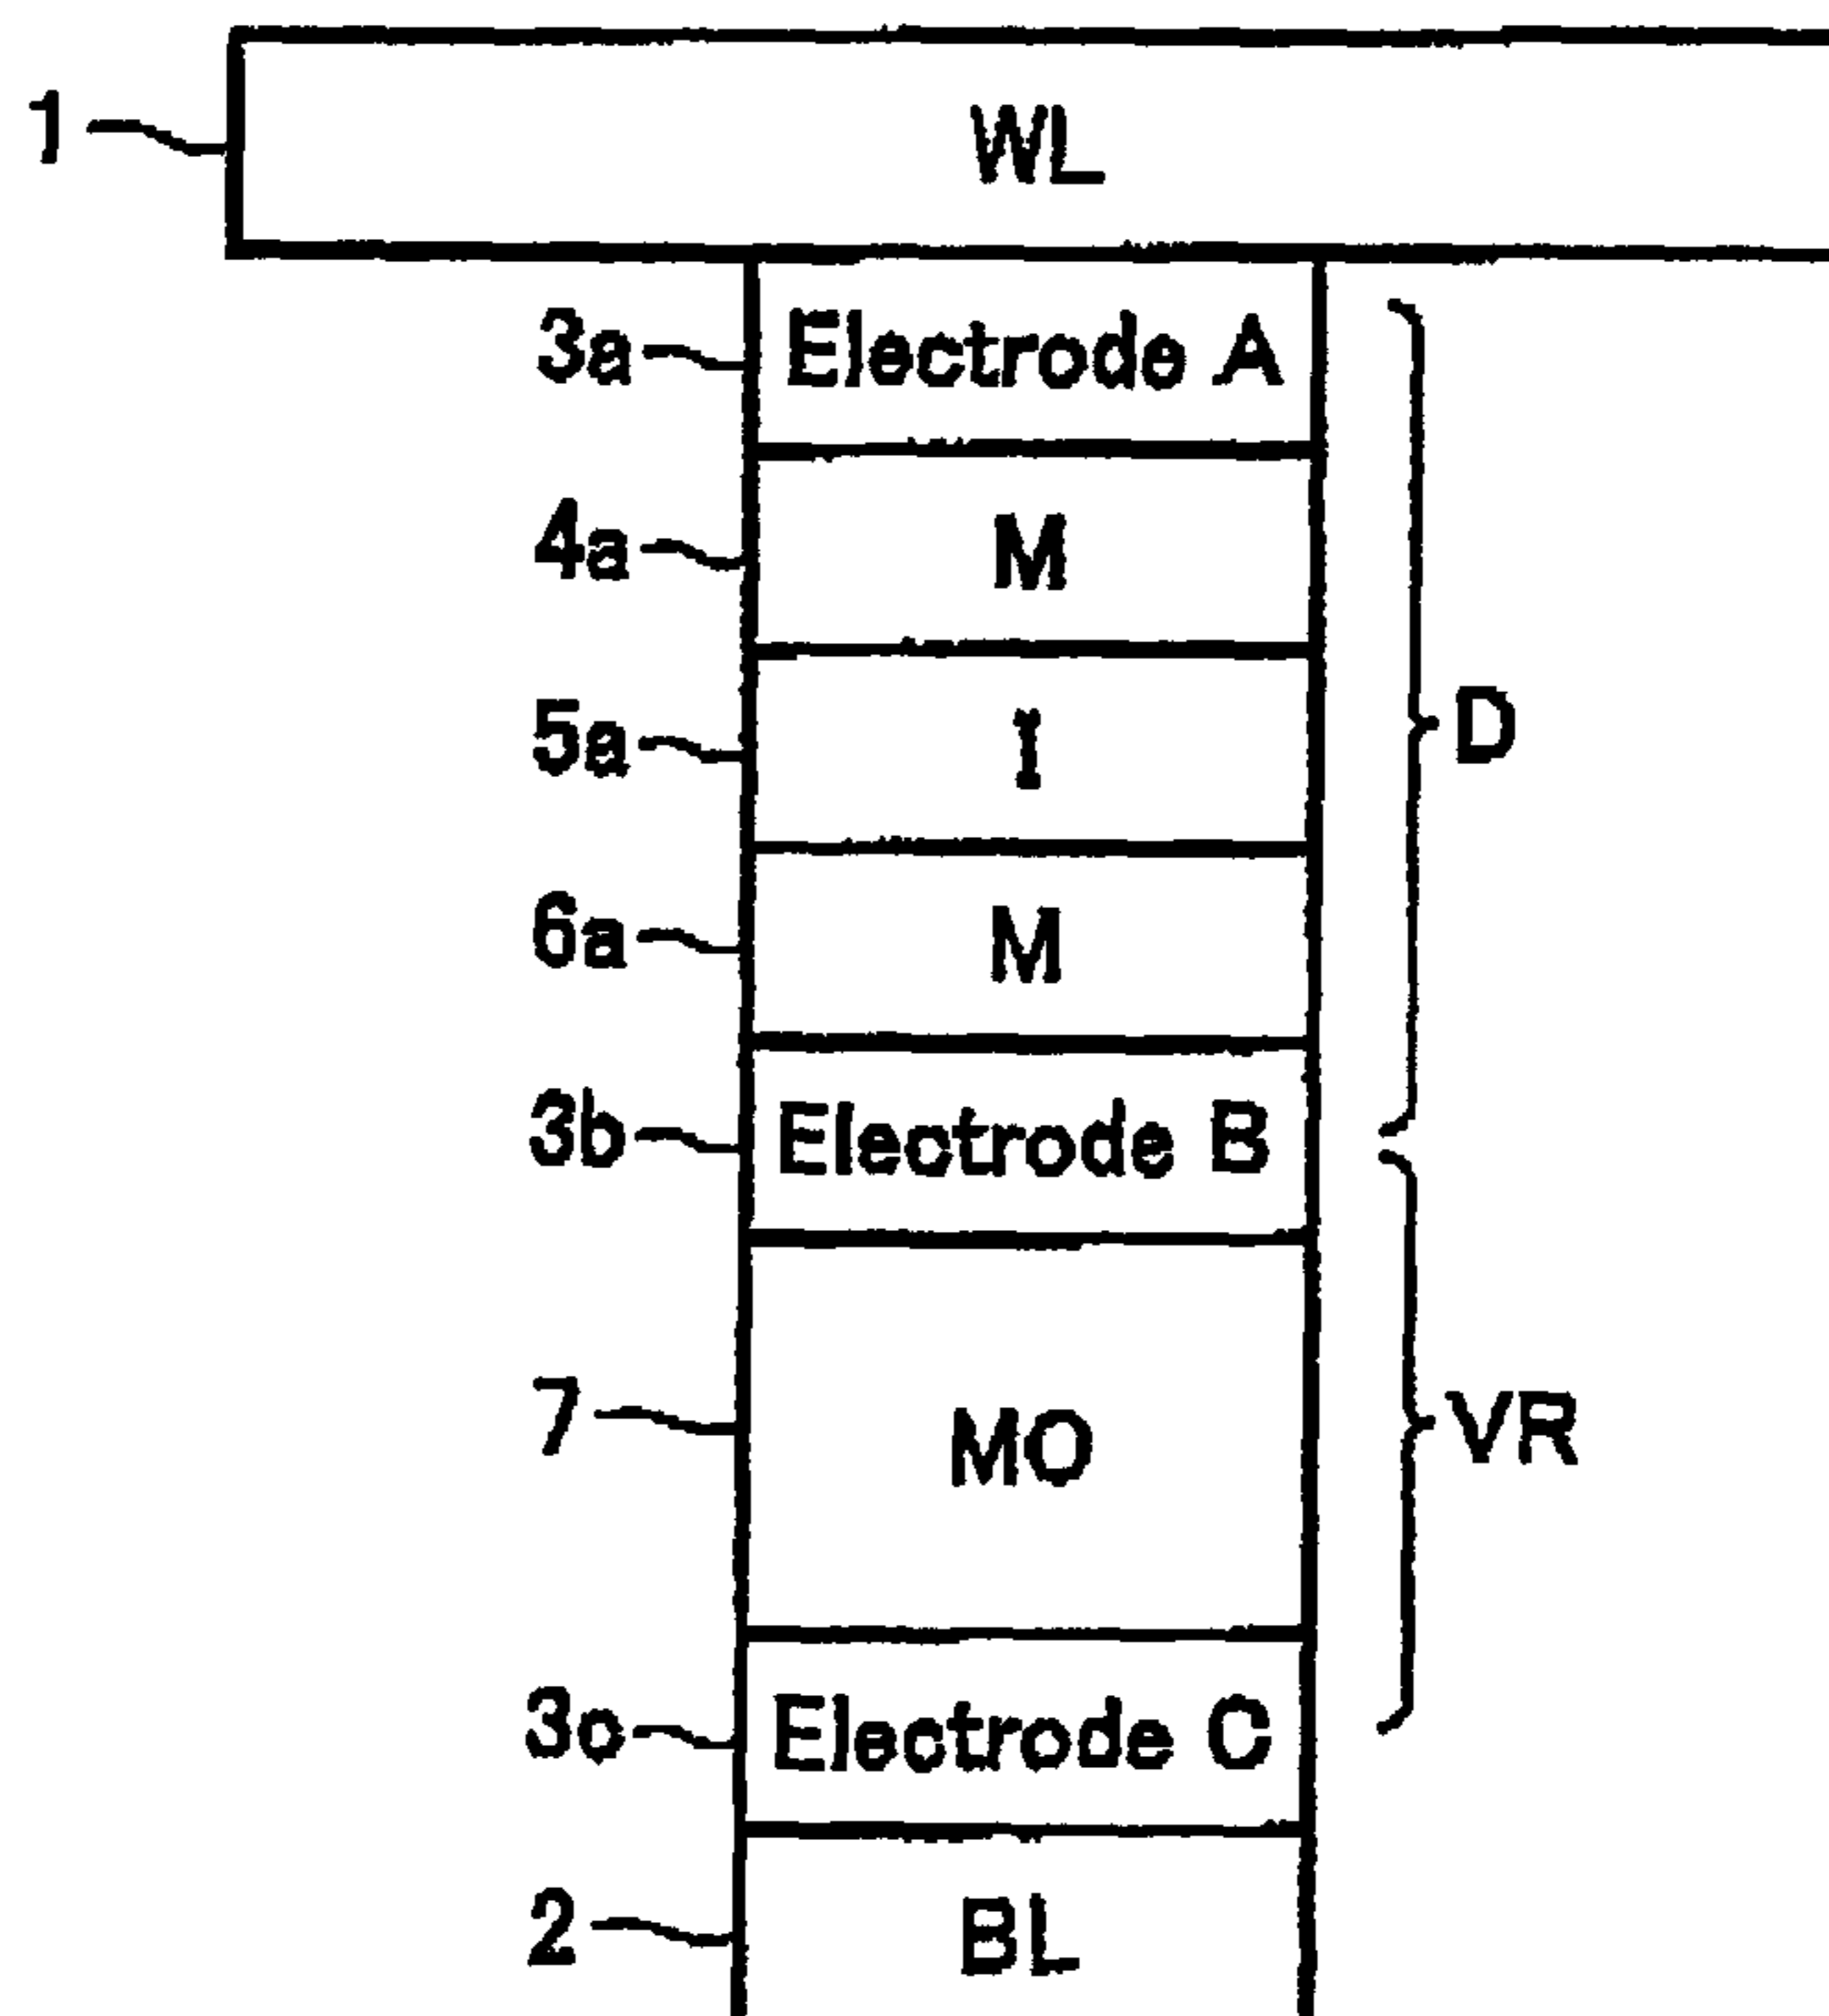 1 WL
3a Electrode A
4a M
5a I D
6a M
3b Electrode B
7 MO VR
3c Electrode C
2 BL